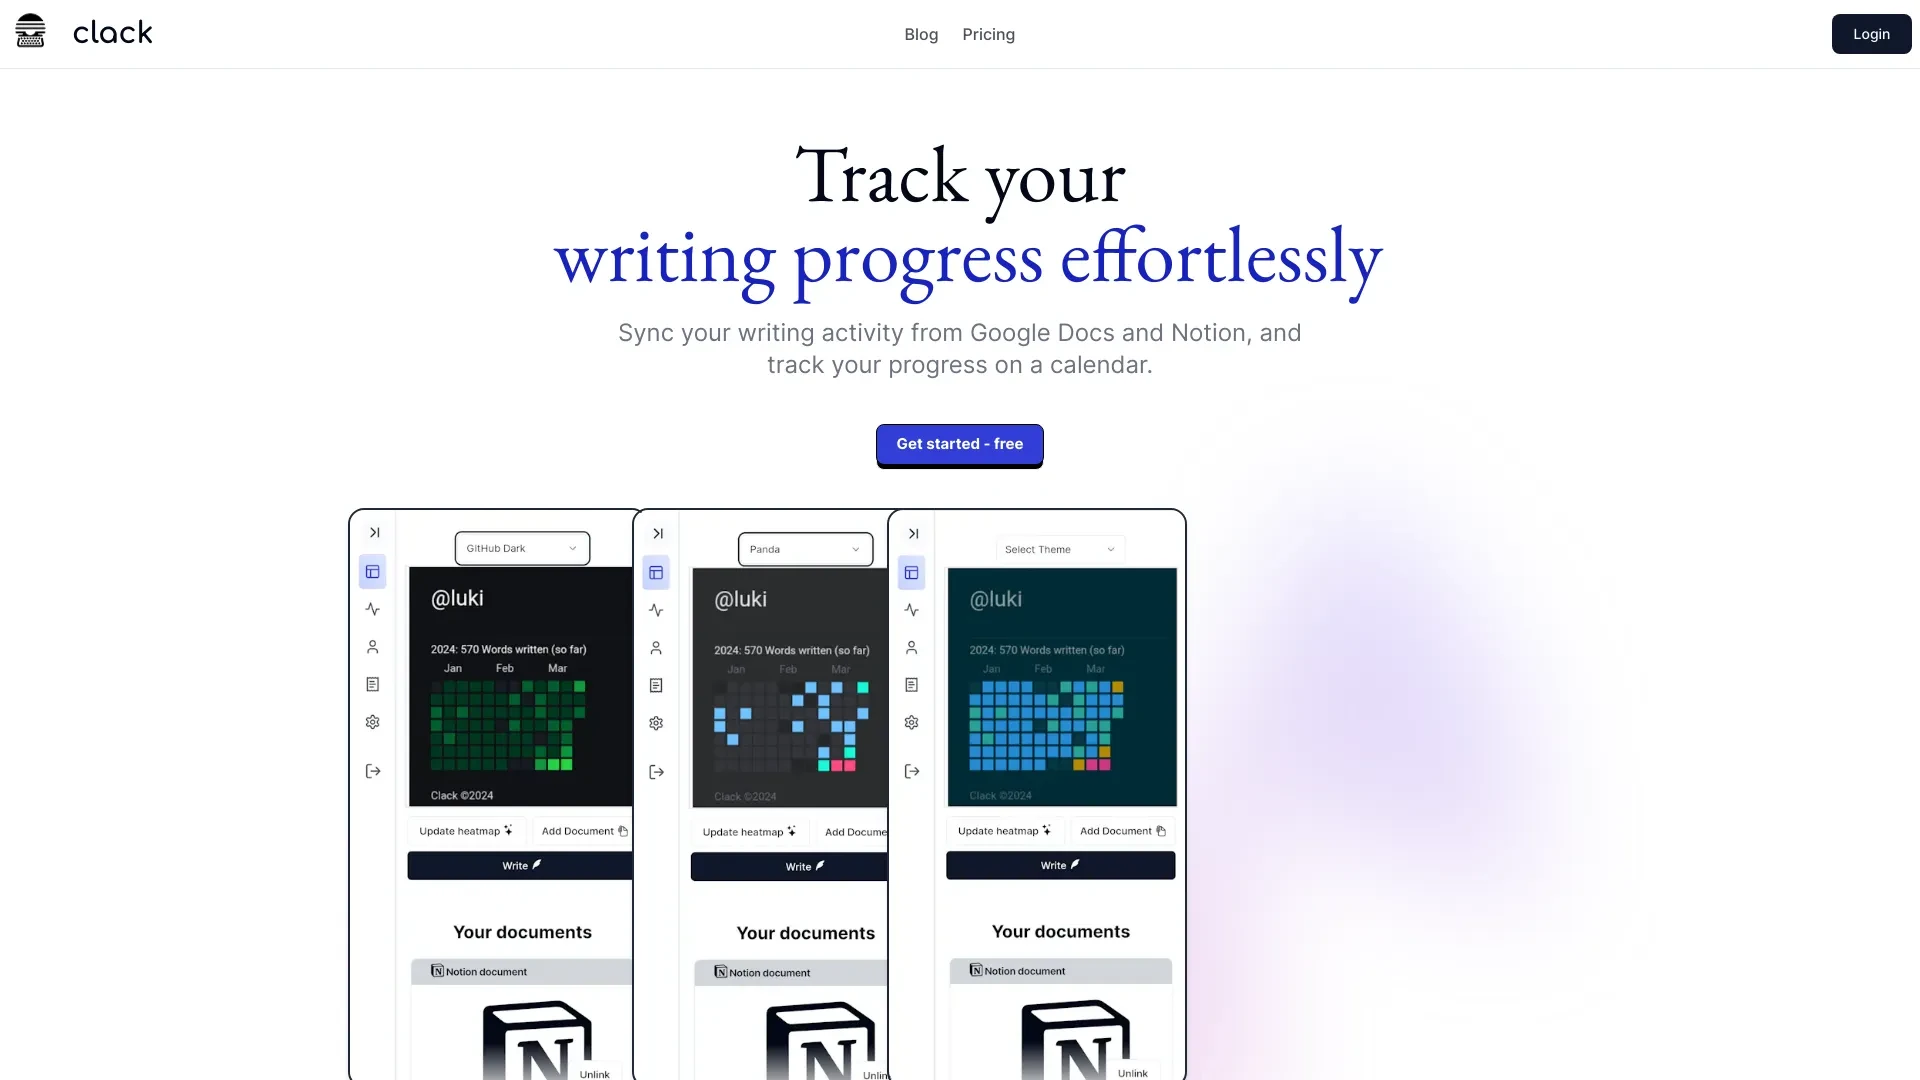 clack
Blog
Pricing
Login
Track your
writing progress effortlessly
Sync your writing activity from Google Docs and Notion, and
track your progress on a calendar.
Get started - free
GitHub Dark
@luki
2024: 570 Words written (so far)
Jan Feb Mar
Clack ©2024
Update heatmap
Add Document
Write
Your documents
Notion document
N
Unlink
Panda
@luki
2024: 570 Words written (so far)
Jan Feb Mar
Clack ©2024
Update heatmap
Add Docume
Write
Your documents
Notion document
N
Unlin
Select Theme
@luki
2024: 570 Words written (so far)
Jan Feb Mar
Clack ©2024
Update heatmap
Add Document
Write
Your documents
Notion document
N
Unlink